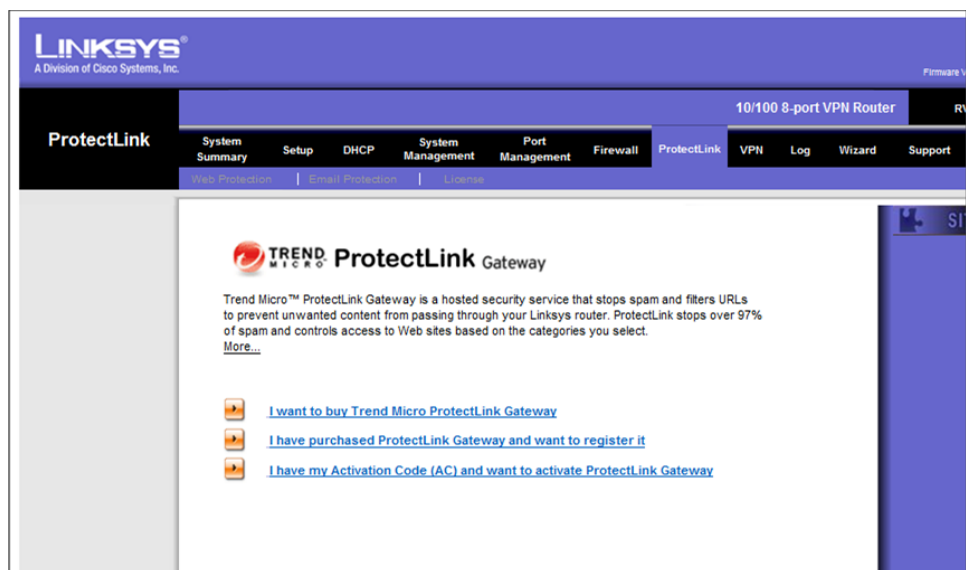 LINKSYS®
A Division of Cisco Systems, Inc.
Firmware V
10/100 8-port VPN Router RV
ProtectLink
System Summary Setup DHCP System Management Port Management Firewall ProtectLink VPN Log Wizard Support
Web Protection | Email Protection | License
SIT
TREND MICRO ProtectLink Gateway
Trend Micro™ ProtectLink Gateway is a hosted security service that stops spam and filters URLs
to prevent unwanted content from passing through your Linksys router. ProtectLink stops over 97%
of spam and controls access to Web sites based on the categories you select.
More...
I want to buy Trend Micro ProtectLink Gateway
I have purchased ProtectLink Gateway and want to register it
I have my Activation Code (AC) and want to activate ProtectLink Gateway